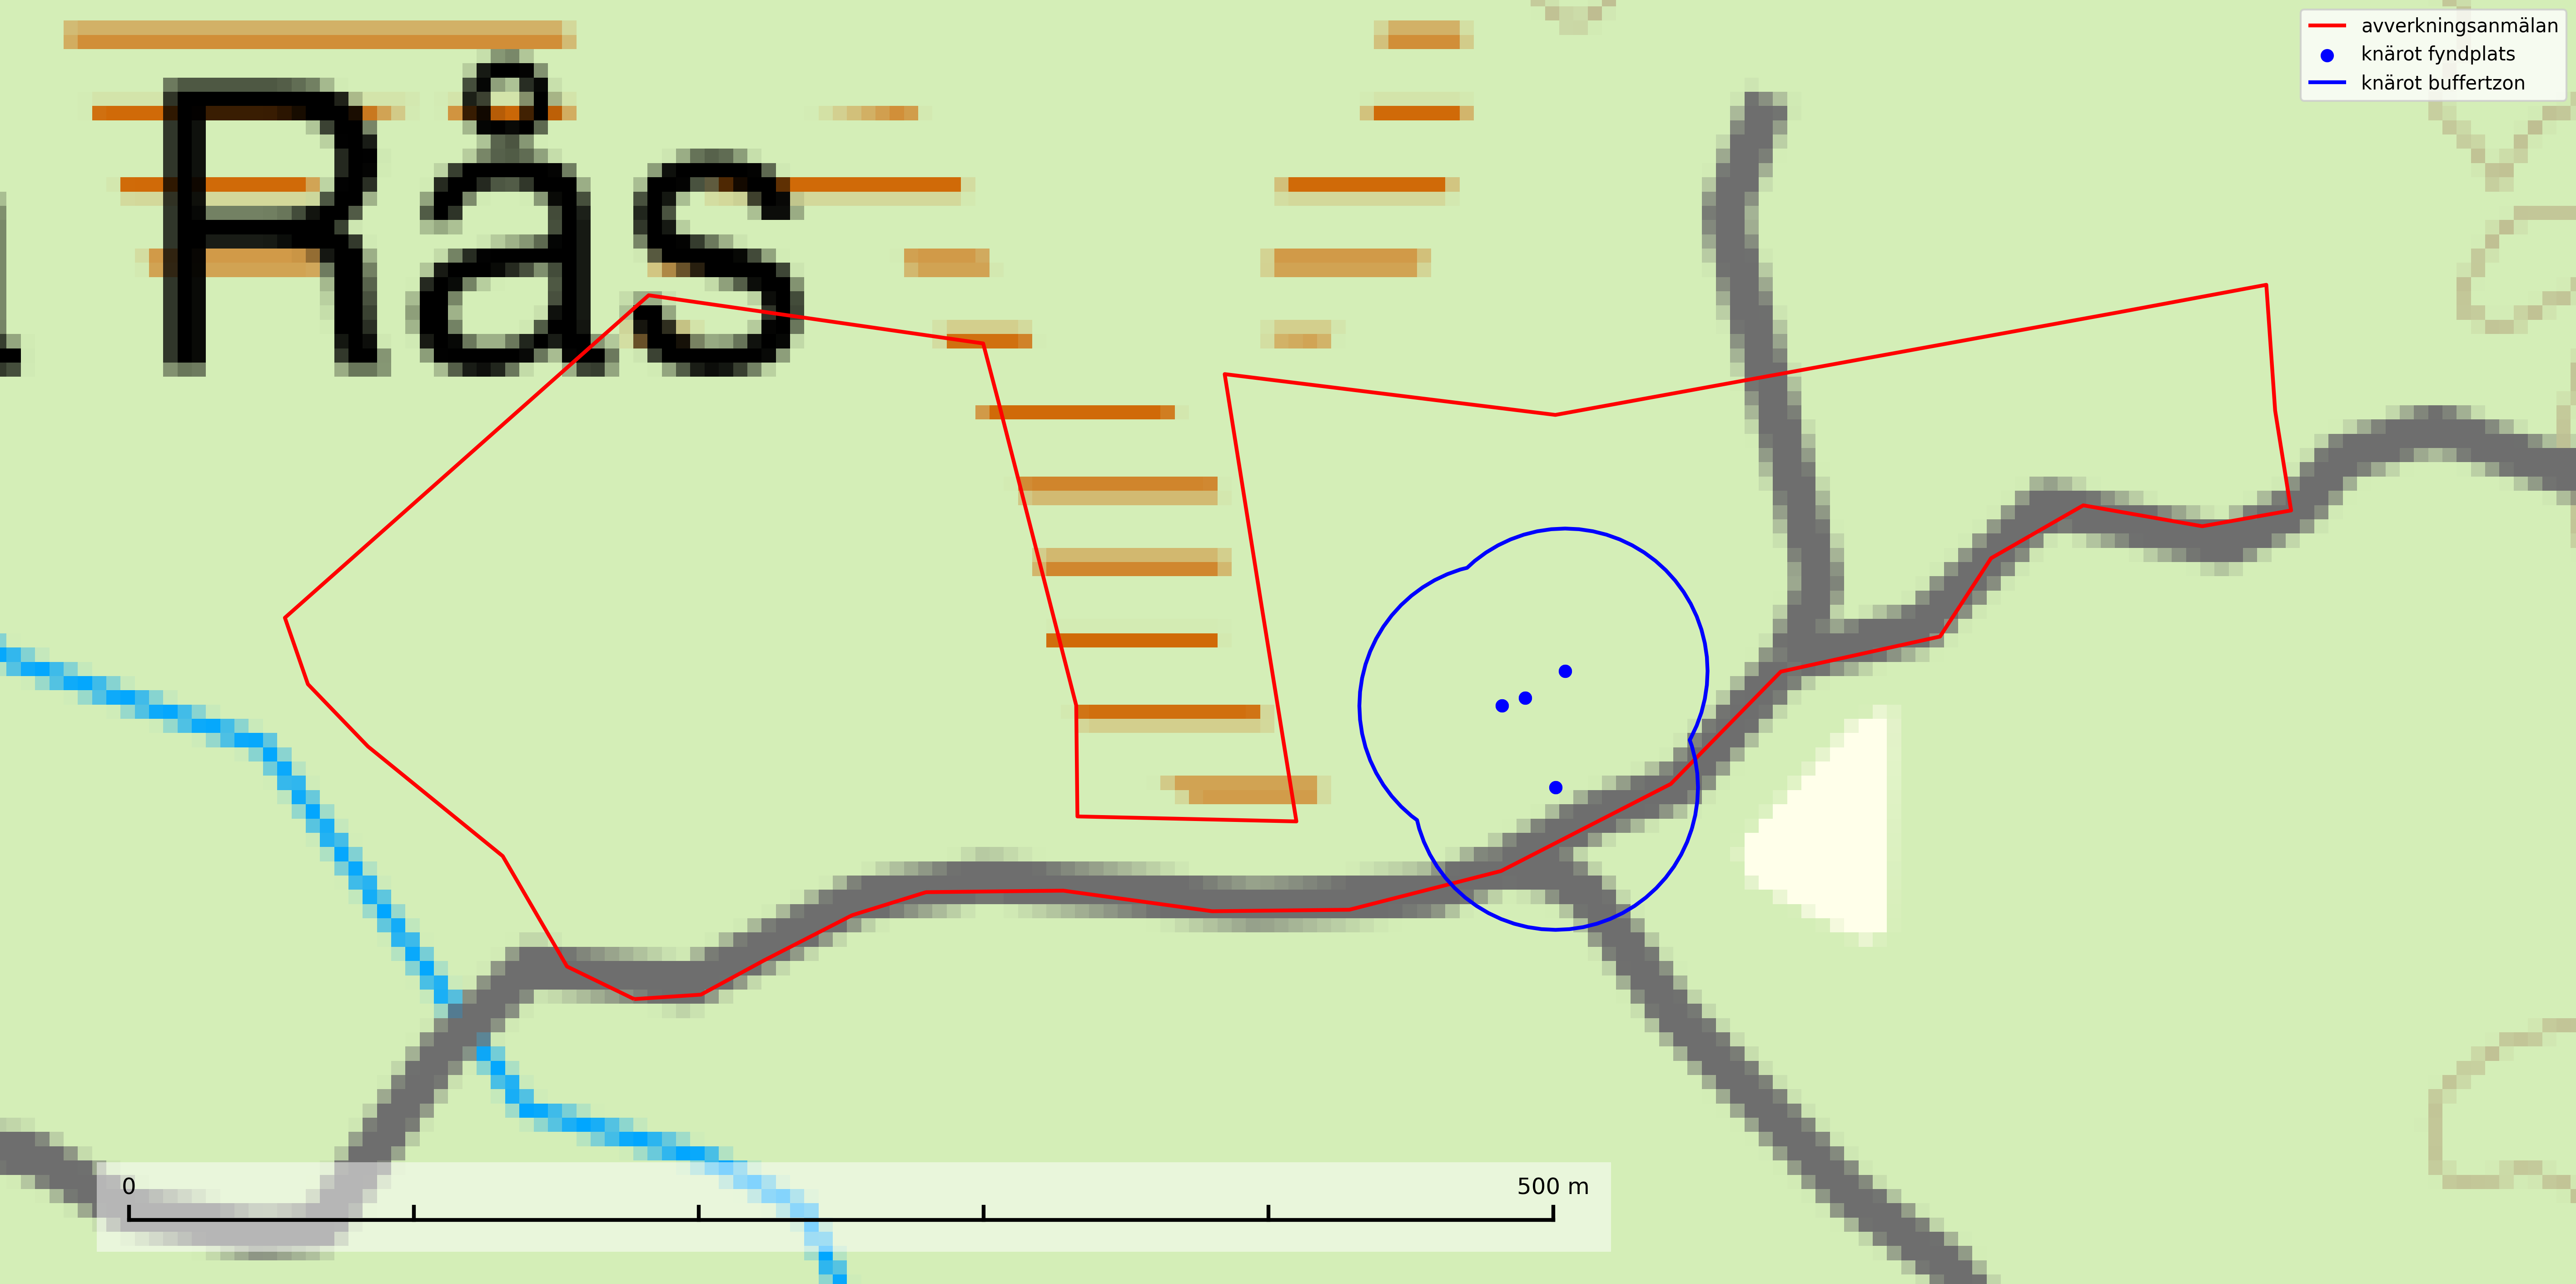 Rås
avverkningsanmälan
knärot fyndplats
knärot buffertzon
0
500 m